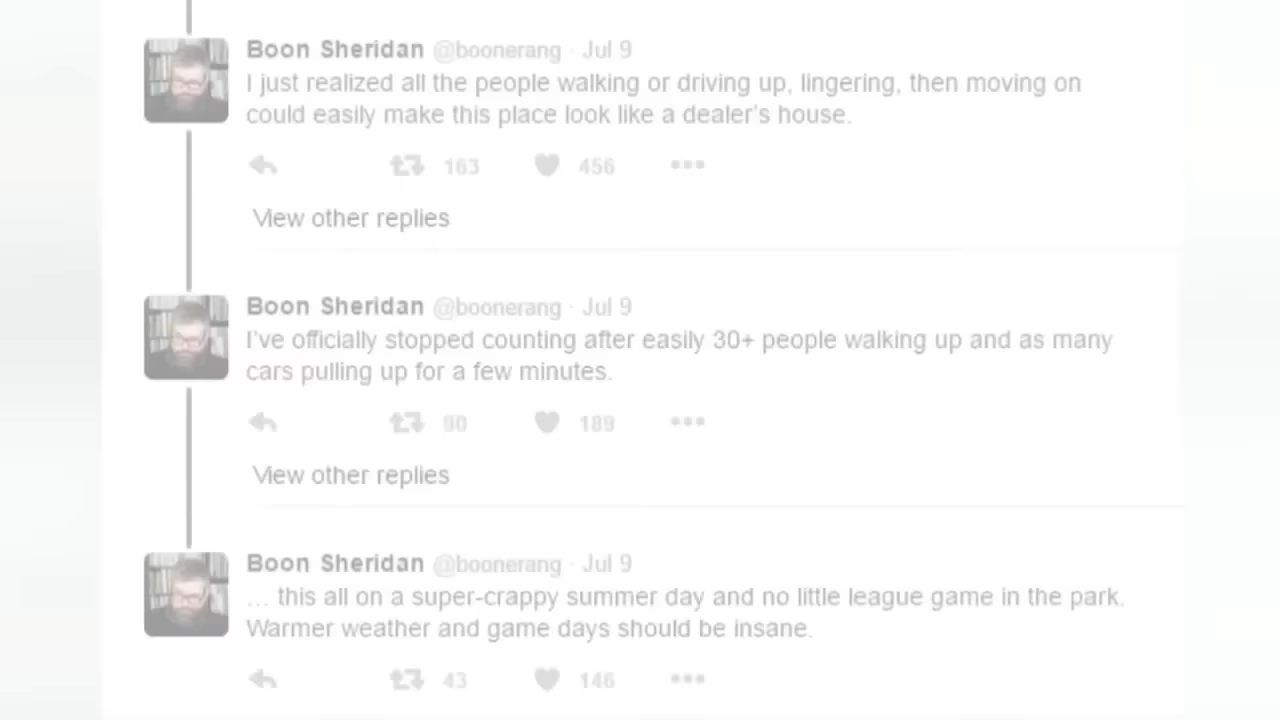 Boon Sheridan @boonerang · Jul 9
I just realized all the people walking or driving up, lingering, then moving on
could easily make this place look like a dealer's house.
163 456
View other replies
Boon Sheridan @boonerang · Jul 9
I've officially stopped counting after easily 30+ people walking up and as many
cars pulling up for a few minutes.
90 189
View other replies
Boon Sheridan @boonerang · Jul 9
... this all on a super-crappy summer day and no little league game in the park.
Warmer weather and game days should be insane.
43 146